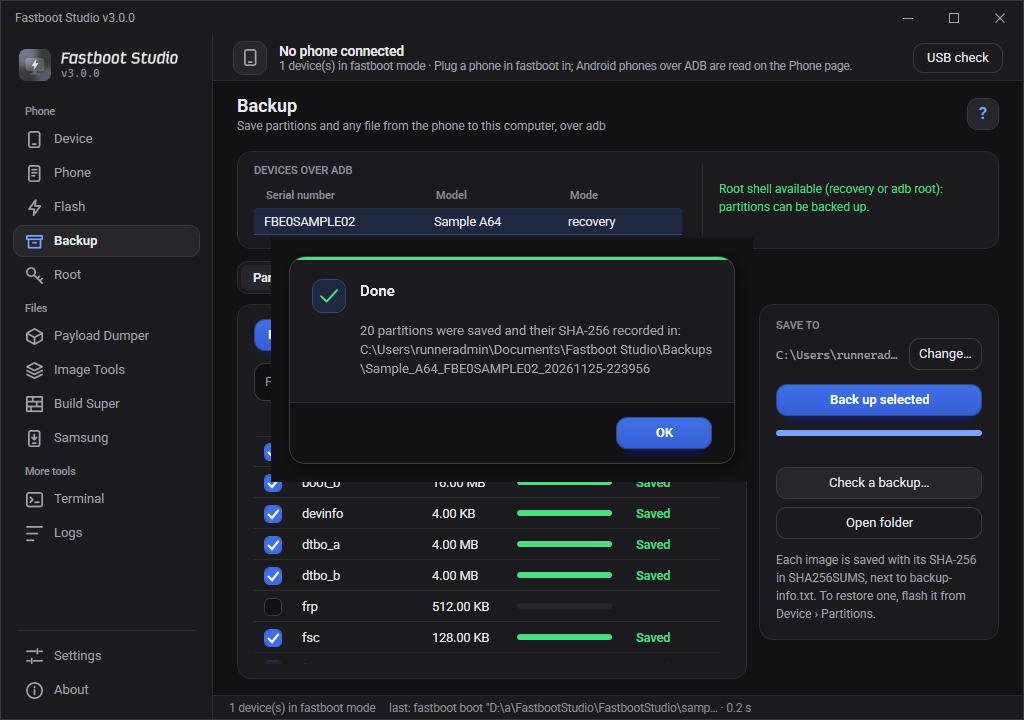 Fastboot Studio v3.0.0
Fastboot Studio
v3.0.0
No phone connected
1 device(s) in fastboot mode · Plug a phone in fastboot in; Android phones over ADB are read on the Phone page.
USB check
Phone
Device
Phone
Flash
Backup
Root
Files
Payload Dumper
Image Tools
Build Super
Samsung
More tools
Terminal
Logs
Settings
About
Backup
Save partitions and any file from the phone to this computer, over adb
?
DEVICES OVER ADB
Serial number Model Mode
FBE0SAMPLE02 Sample A64 recovery
Root shell available (recovery or adb root):
partitions can be backed up.
Done
20 partitions were saved and their SHA-256 recorded in:
C:\Users\runneradmin\Documents\Fastboot Studio\Backups
\Sample_A64_FBE0SAMPLE02_20261125-223956
OK
boot_b 16.00 MB Saved
devinfo 4.00 KB Saved
dtbo_a 4.00 MB Saved
dtbo_b 4.00 MB Saved
frp 512.00 KB
fsc 128.00 KB Saved
SAVE TO
C:\Users\runnerad… Change…
Back up selected
Check a backup…
Open folder
Each image is saved with its SHA-256
in SHA256SUMS, next to backup-
info.txt. To restore one, flash it from
Device › Partitions.
1 device(s) in fastboot mode last: fastboot boot "D:\a\FastbootStudio\FastbootStudio\samp… · 0.2 s